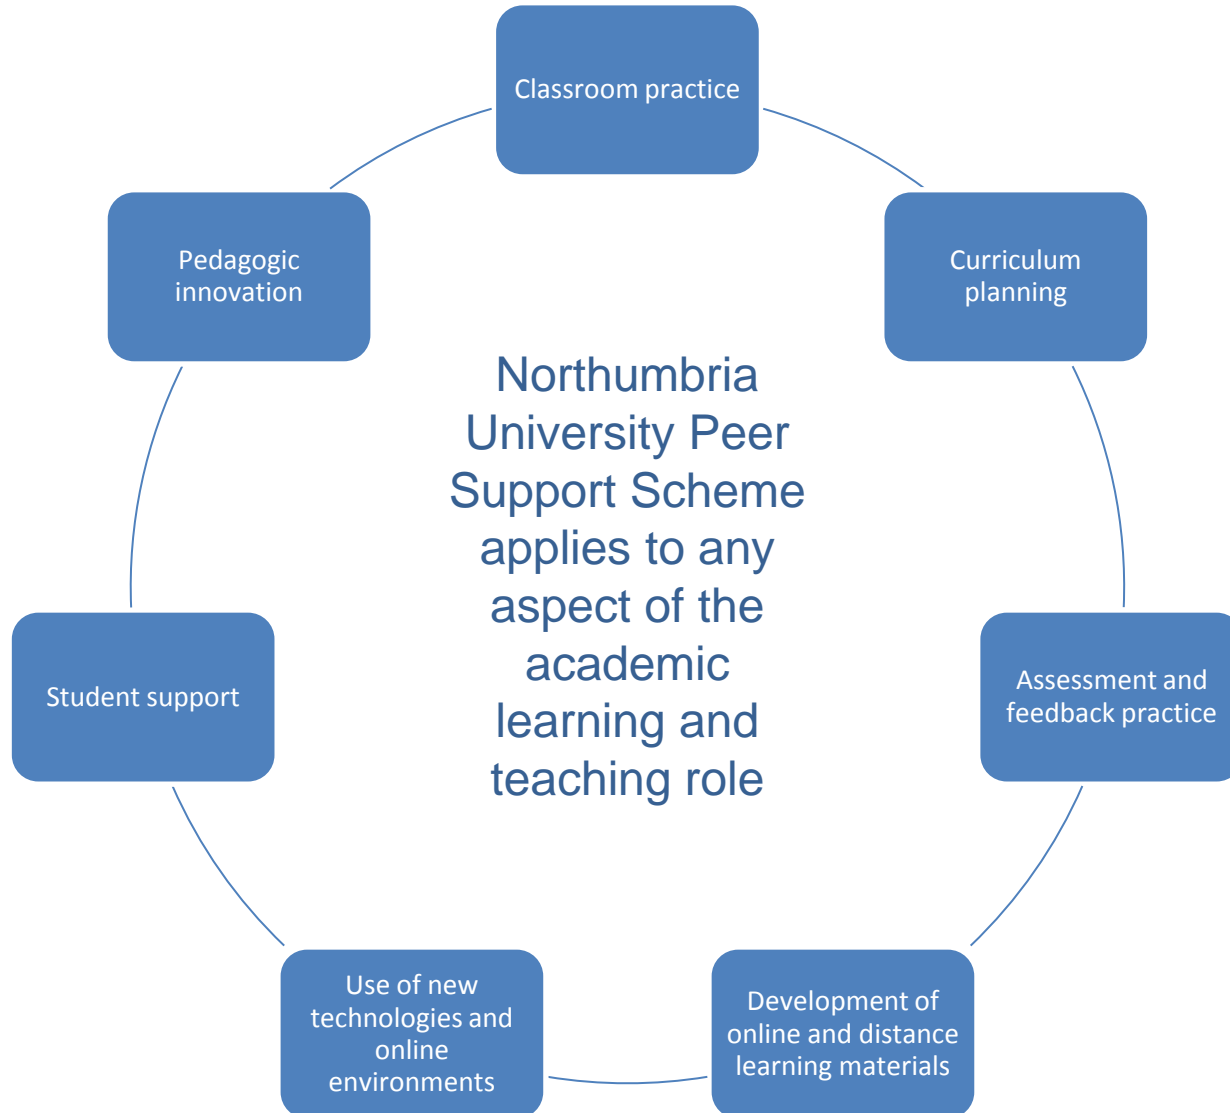 Classroom practice
Curriculum
planning
Assessment and
feedback practice
Development of
online and distance
learning materials
Use of new
technologies and
online
environments
Student support
Pedagogic
innovation
Northumbria
University Peer
Support Scheme
applies to any
aspect of the
academic
learning and
teaching role